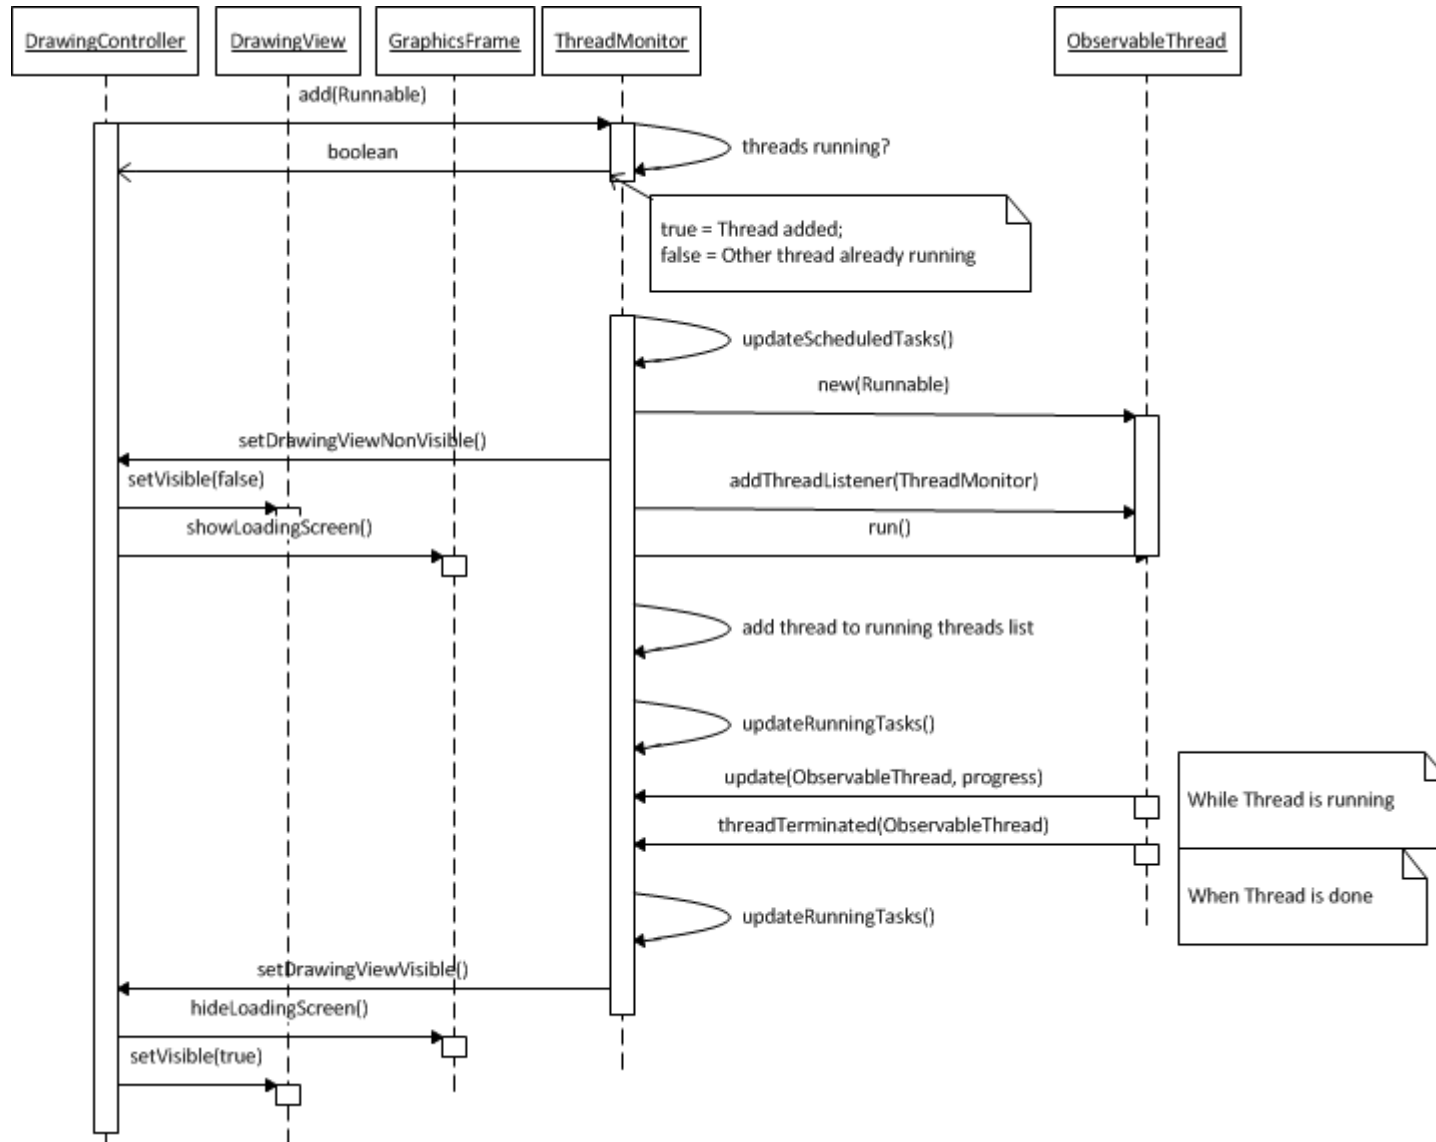 DrawingController
DrawingView
GraphicsFrame
ThreadMonitor
ObservableThread
add(Runnable)
threads running?
boolean
true = Thread added;
false = Other thread already running
updateScheduledTasks()
new(Runnable)
setDrawingViewNonVisible()
setVisible(false)
addThreadListener(ThreadMonitor)
showLoadingScreen()
run()
add thread to running threads list
updateRunningTasks()
update(ObservableThread, progress)
While Thread is running
threadTerminated(ObservableThread)
When Thread is done
updateRunningTasks()
setDrawingViewVisible()
hideLoadingScreen()
setVisible(true)